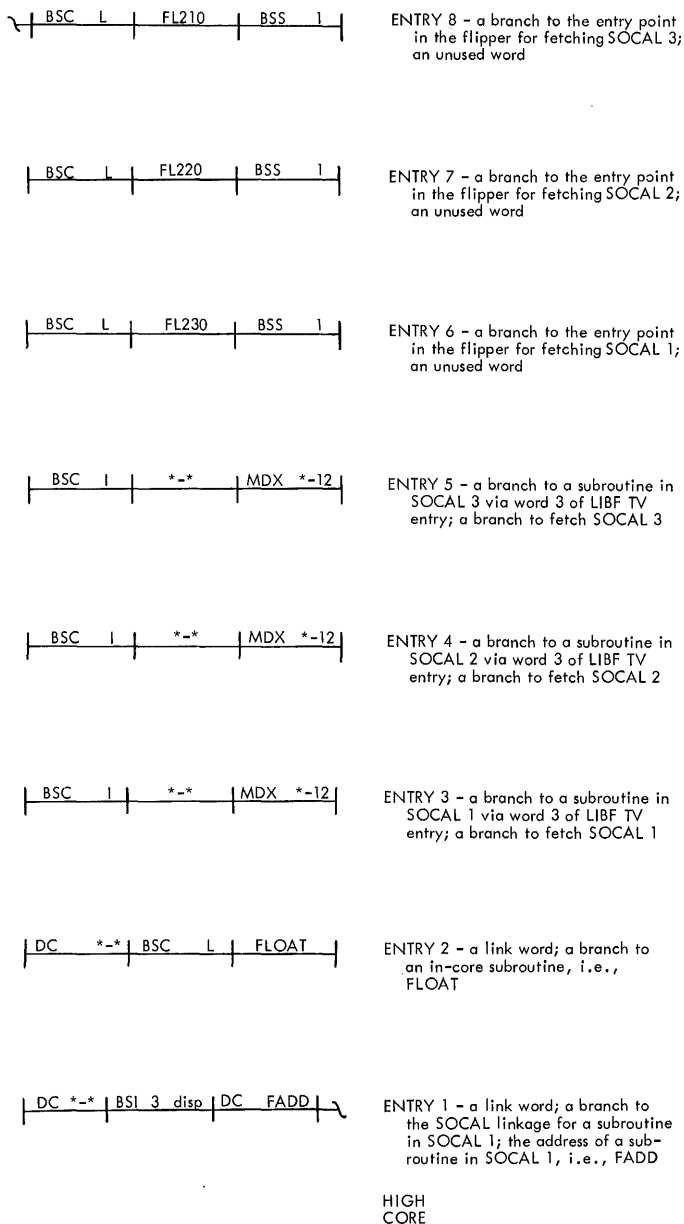 BSC L FL210 BSS 1
ENTRY 8 - a branch to the entry point
in the flipper for fetching SOCAL 3;
an unused word
BSC L FL220 BSS 1
ENTRY 7 - a branch to the entry point
in the flipper for fetching SOCAL 2;
an unused word
BSC L FL230 BSS 1
ENTRY 6 - a branch to the entry point
in the flipper for fetching SOCAL 1;
an unused word
BSC I *-* MDX *-12
ENTRY 5 - a branch to a subroutine in
SOCAL 3 via word 3 of LIBF TV
entry; a branch to fetch SOCAL 3
BSC I *-* MDX *-12
ENTRY 4 - a branch to a subroutine in
SOCAL 2 via word 3 of LIBF TV
entry; a branch to fetch SOCAL 2
BSC I *-* MDX *-12
ENTRY 3 - a branch to a subroutine in
SOCAL 1 via word 3 of LIBF TV
entry; a branch to fetch SOCAL 1
DC *-* BSC L FLOAT
ENTRY 2 - a link word; a branch to
an in-core subroutine, i.e.,
FLOAT
DC *-* BSI 3 disp DC FADD
ENTRY 1 - a link word; a branch to
the SOCAL linkage for a subroutine
in SOCAL 1; the address of a sub-
routine in SOCAL 1, i.e., FADD
HIGH
CORE